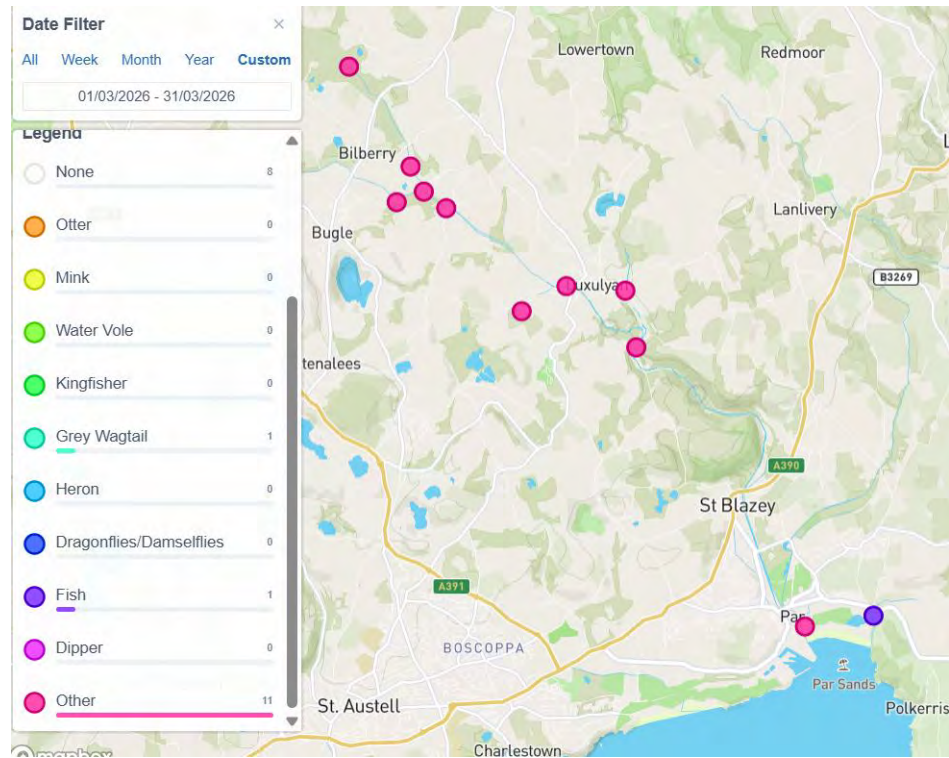 Date Filter ×
All Week Month Year Custom
01/03/2026 - 31/03/2026
Legend
None 8
Otter 0
Mink 0
Water Vole 0
Kingfisher 0
Grey Wagtail 1
Heron 0
Dragonflies/Damselflies 0
Fish 1
Dipper 0
Other 11
Lowertown
Redmoor
Bilberry
Lanlivery
Bugle
B3269
uxulya
tenalees
A390
St Blazey
A391
Par
BOSCOPPA
Par Sands
St. Austell
Polkerris
Charlestown
mapbox